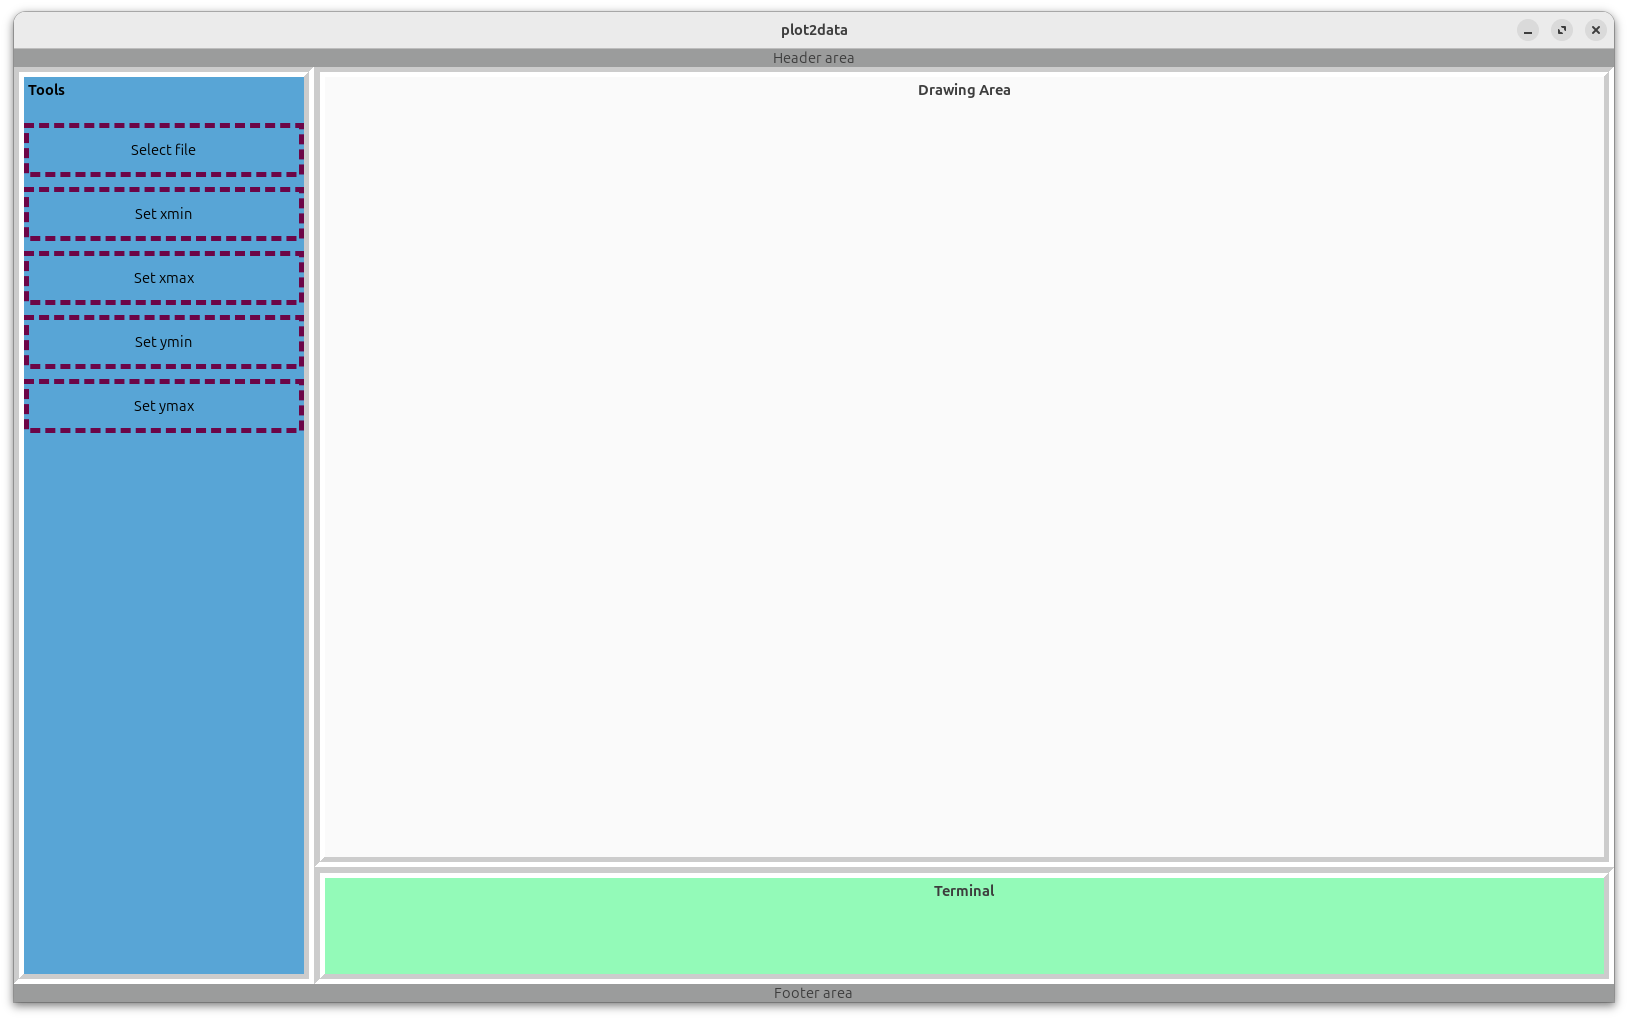 plot2data
Header area
Tools
Select file
Set xmin
Set xmax
Set ymin
Set ymax
Drawing Area
Terminal
Footer area